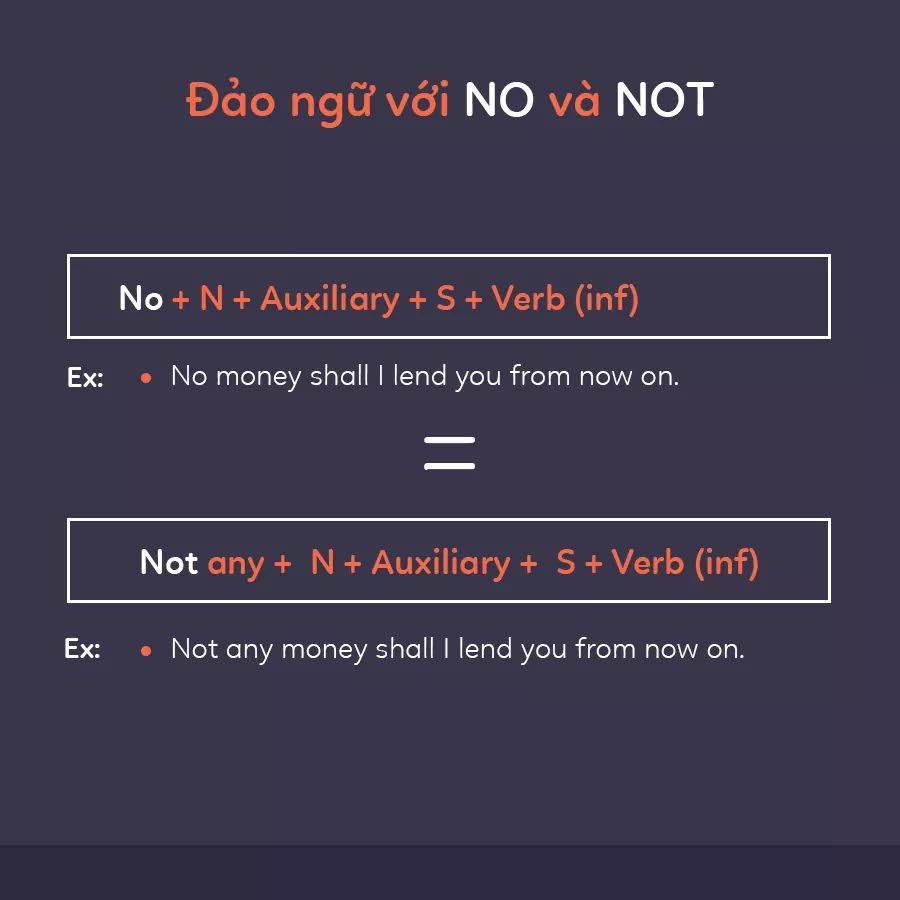 Đảo ngữ với NO và NOT
No + N + Auxiliary + S + Verb (inf)
Ex: • No money shall I lend you from now on.
=
Not any + N + Auxiliary + S + Verb (inf)
Ex: • Not any money shall I lend you from now on.